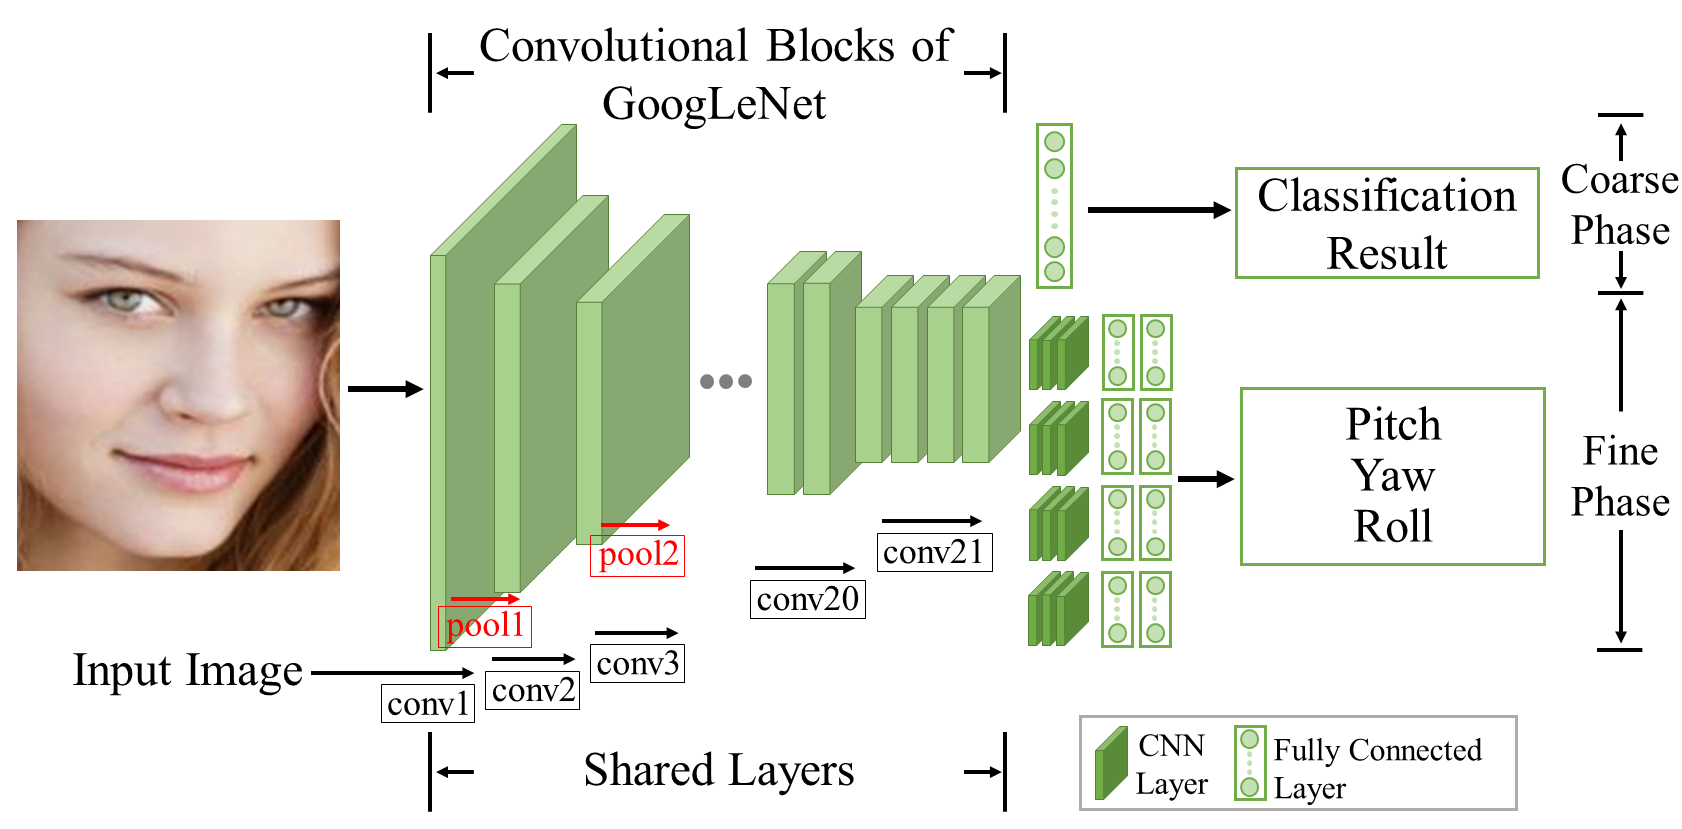 Convolutional Blocks of
GoogLeNet
Classification
Result
Coarse
Phase
Pitch
Yaw
Roll
Fine
Phase
pool2
conv21
conv20
pool1
conv3
Input Image
conv2
conv1
Shared Layers
CNN
Layer
Fully Connected
Layer